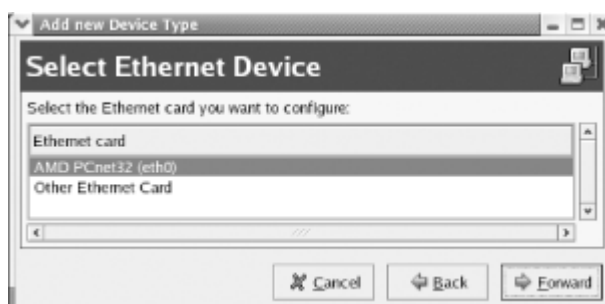 Add new Device Type
Select Ethernet Device
Select the Ethernet card you want to configure:
Ethernet card
AMD PCnet32 (eth0)
Other Ethernet Card
Cancel Back Forward